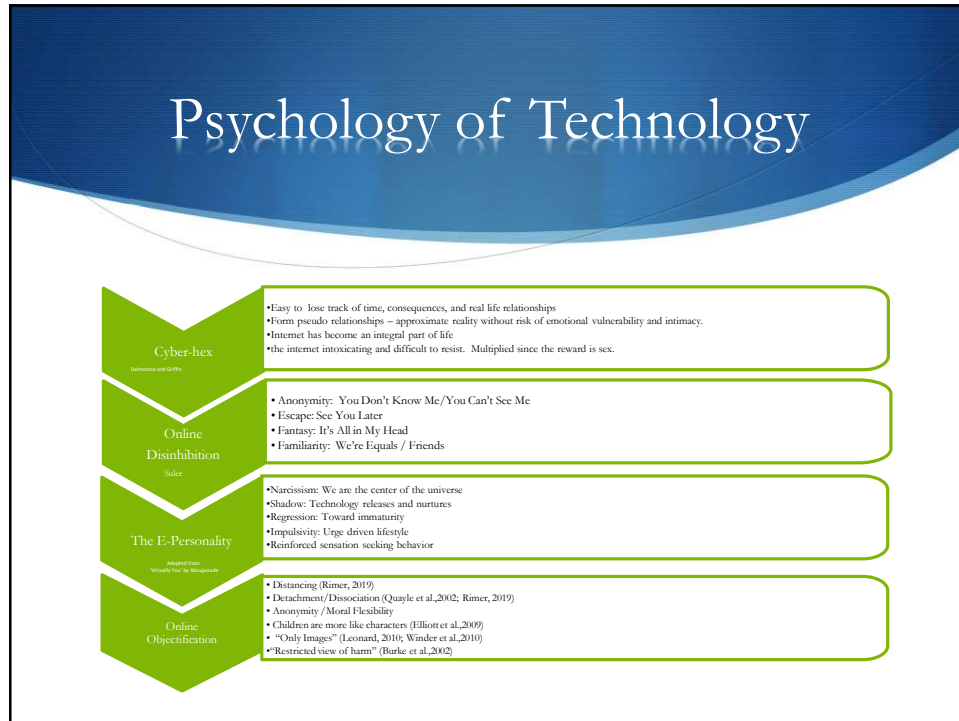 Psychology of Technology
Cyber-hex
Delmonico and Griffin
•Easy to lose track of time, consequences, and real life relationships
•Form pseudo relationships – approximate reality without risk of emotional vulnerability and intimacy.
•Internet has become an integral part of life
•the internet intoxicating and difficult to resist. Multiplied since the reward is sex.
Online
Disinhibition
Suler
• Anonymity: You Don't Know Me/You Can't See Me
• Escape: See You Later
• Fantasy: It's All in My Head
• Familiarity: We're Equals / Friends
The E-Personality
Adapted from
'Virtually You' by Aboujaoude
•Narcissism: We are the center of the universe
•Shadow: Technology releases and nurtures
•Regression: Toward immaturity
•Impulsivity: Urge driven lifestyle
•Reinforced sensation seeking behavior
Online
Objectification
• Distancing (Rimer, 2019)
• Detachment/Dissociation (Quayle et al.,2002; Rimer, 2019)
• Anonymity /Moral Flexibility
• Children are more like characters (Elliott et al.,2009)
• "Only Images" (Leonard, 2010; Winder et al.,2010)
•"Restricted view of harm" (Burke et al.,2002)